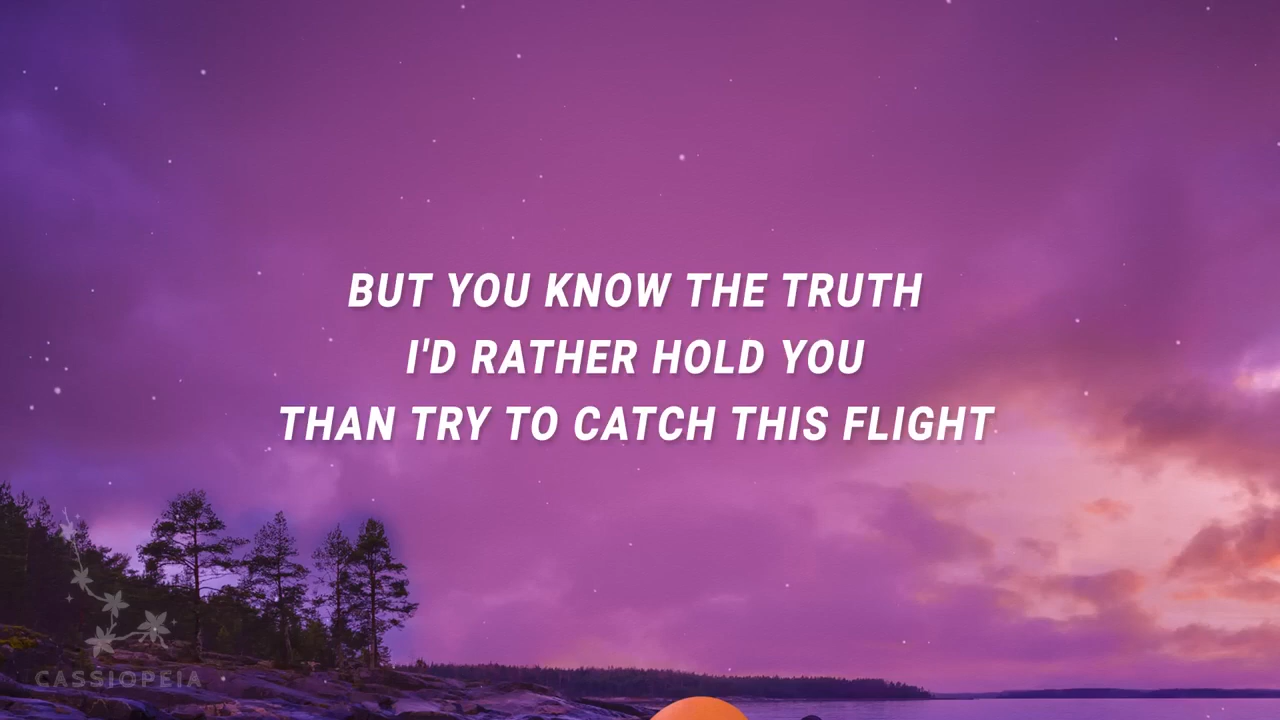 BUT YOU KNOW THE TRUTH
I'D RATHER HOLD YOU
THAN TRY TO CATCH THIS FLIGHT
CASSIOPEIA